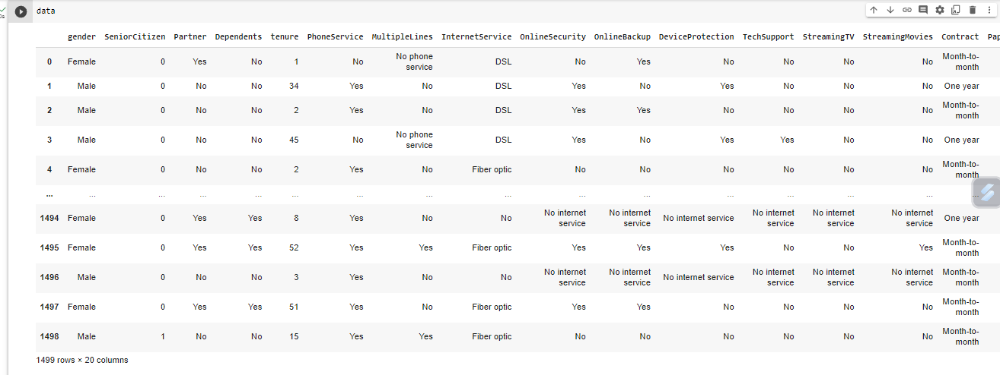 data
gender SeniorCitizen Partner Dependents tenure PhoneService MultipleLines InternetService OnlineSecurity OnlineBackup DeviceProtection TechSupport StreamingTV StreamingMovies Contract Pap
0 Female 0 Yes No 1 No No phone service DSL No Yes No No No No Month-to-month
1 Male 0 No No 34 Yes No DSL Yes No Yes No No No One year
2 Male 0 No No 2 Yes No DSL Yes Yes No No No No Month-to-month
3 Male 0 No No 45 No No phone service DSL Yes No Yes Yes No No One year
4 Female 0 No No 2 Yes No Fiber optic No No No No No No Month-to-month
... ... ... ... ... ... ... ... ... ... ... ... ... ... ... ...
1494 Female 0 Yes Yes 8 Yes No No No internet service No internet service No internet service No internet service No internet service No internet service One year
1495 Female 0 Yes Yes 52 Yes Yes Fiber optic Yes Yes Yes No No Yes Month-to-month
1496 Male 0 No No 3 Yes No No No internet service No internet service No internet service No internet service No internet service No internet service Month-to-month
1497 Female 0 Yes Yes 51 Yes No Fiber optic Yes Yes No No No No Month-to-month
1498 Male 1 No No 15 Yes Yes Fiber optic No No No No No No Month-to-month
1499 rows × 20 columns